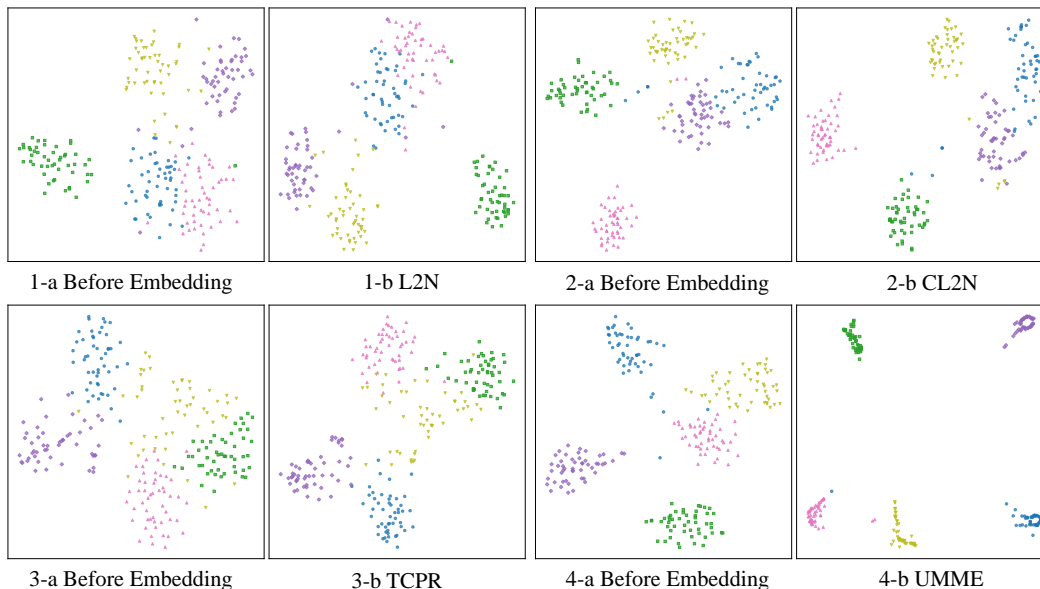 1-a Before Embedding
1-b L2N
2-a Before Embedding
2-b CL2N
3-a Before Embedding
3-b TCPR
4-a Before Embedding
4-b UMME